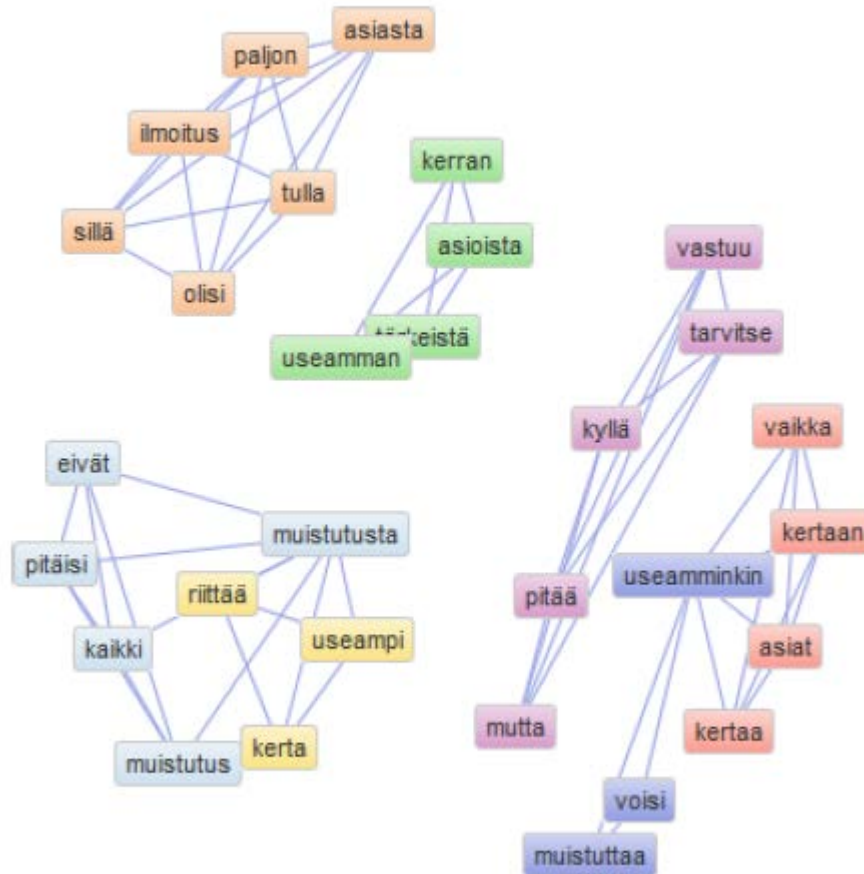 asiasta
paljon
ilmoitus
tulla
sillä
olisi
kerran
asioista
tärkeistä
useamman
vastuu
tarvitse
kyllä
pitää
mutta
vaikka
kertaan
useamminkin
asiat
kertaa
voisi
muistuttaa
eivät
muistutusta
pitäisi
riittää
useampi
kaikki
kerta
muistutus